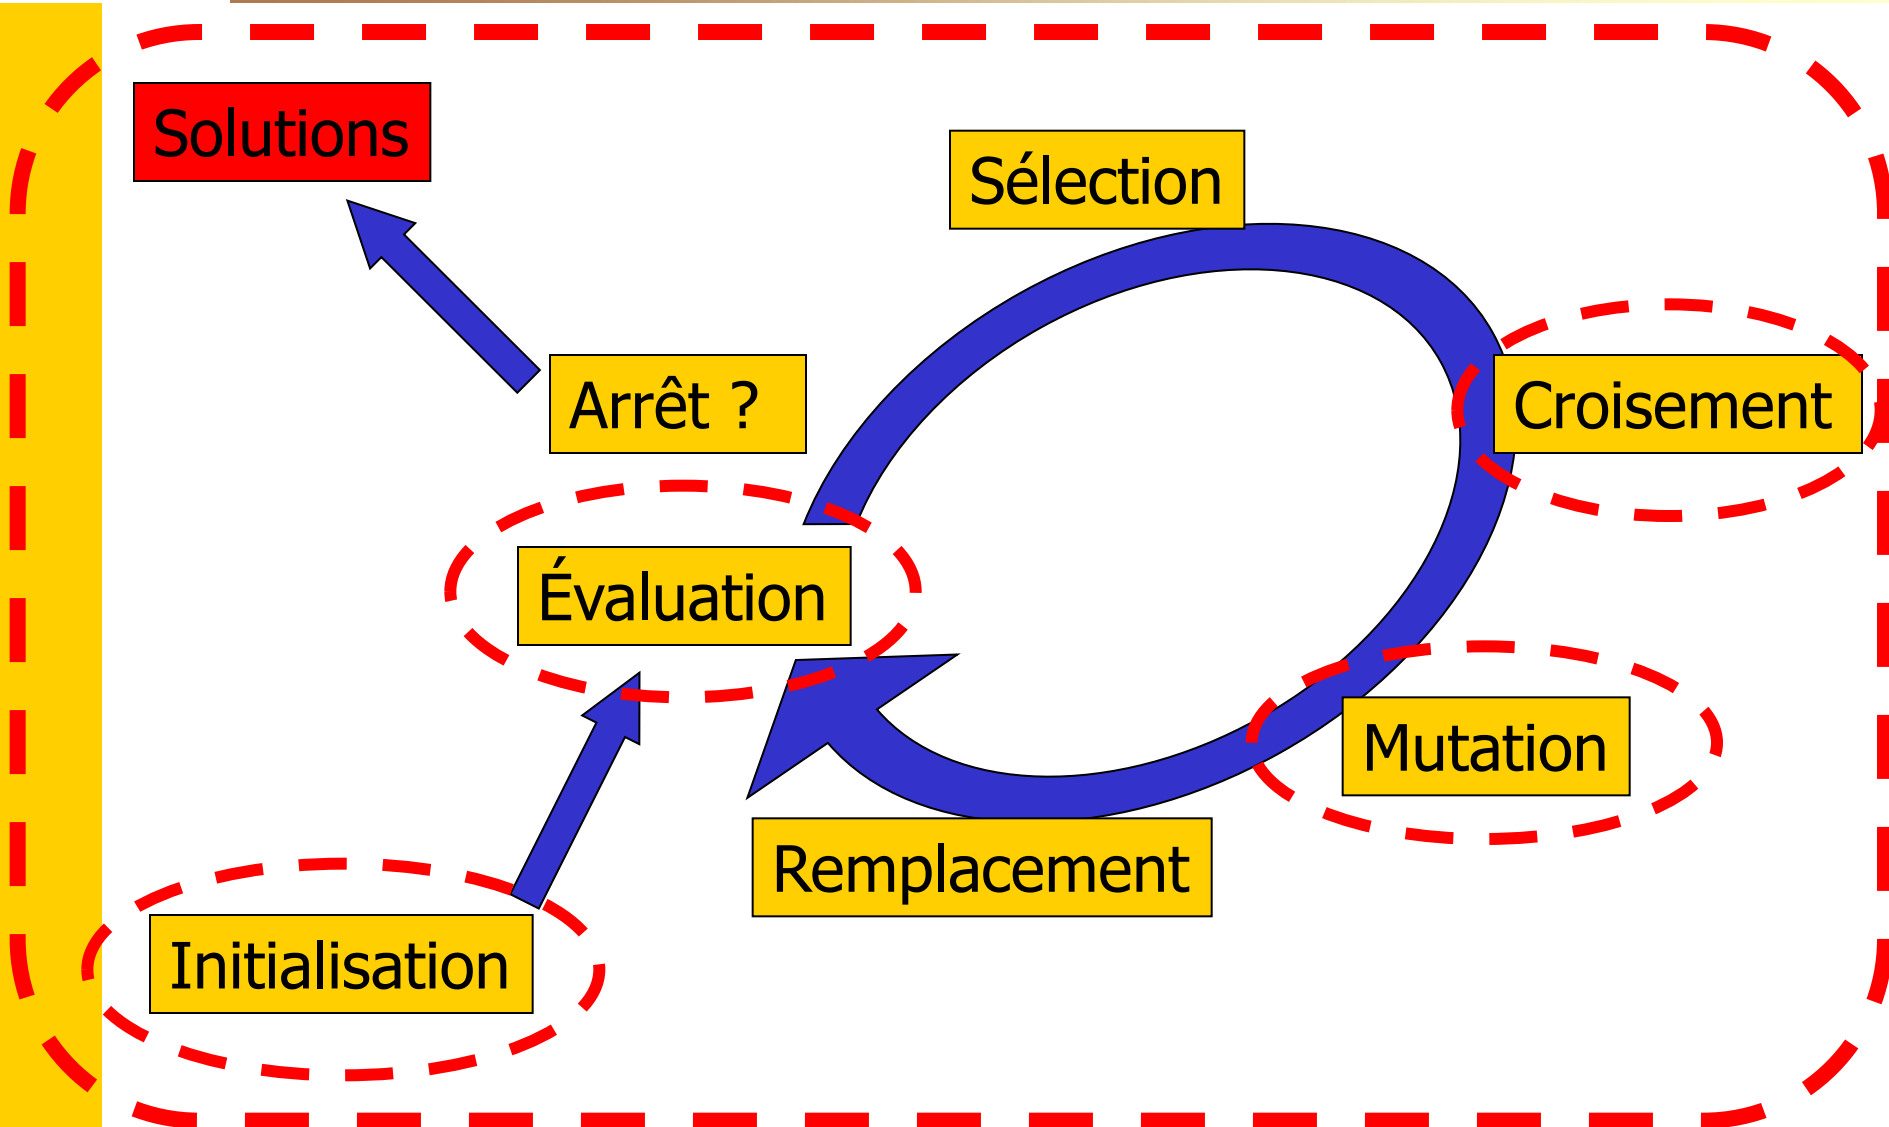 Solutions
Sélection
Arrêt ?
Croisement
Évaluation
Mutation
Remplacement
Initialisation